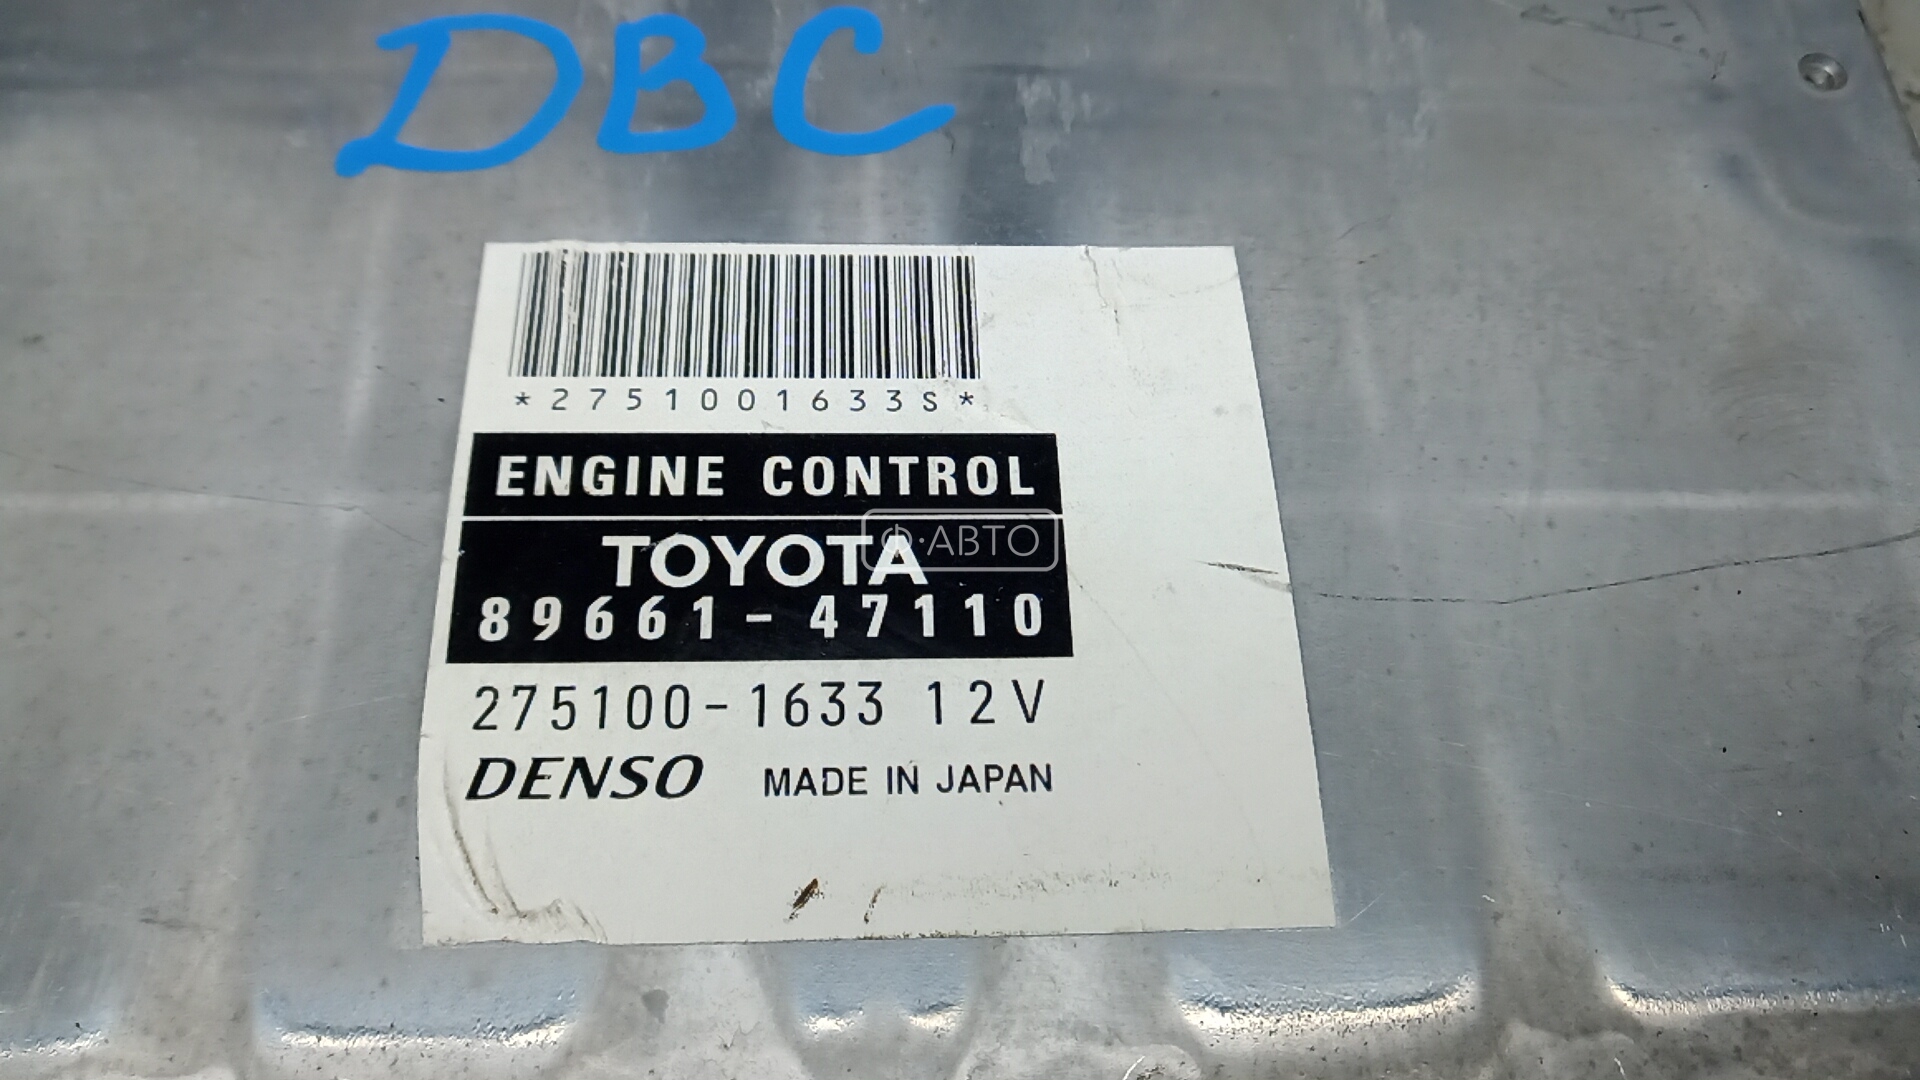 DBC
*2751001633S*
ENGINE CONTROL
TOYOTA
Ф·АВТО
89661-47110
275100-1633 12V
DENSO MADE IN JAPAN